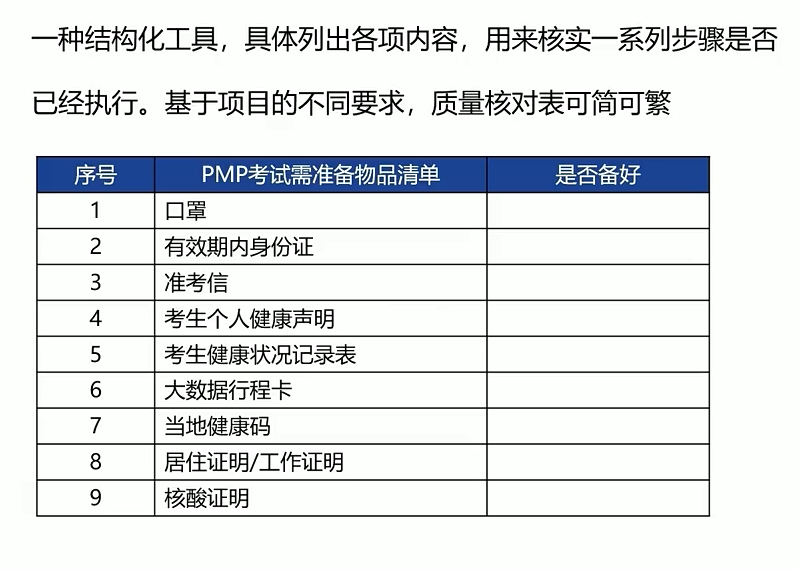 一种结构化工具，具体列出各项内容，用来核实一系列步骤是否
已经执行。基于项目的不同要求，质量核对表可简可繁
序号 PMP考试需准备物品清单 是否备好
1 口罩
2 有效期内身份证
3 准考信
4 考生个人健康声明
5 考生健康状况记录表
6 大数据行程卡
7 当地健康码
8 居住证明/工作证明
9 核酸证明